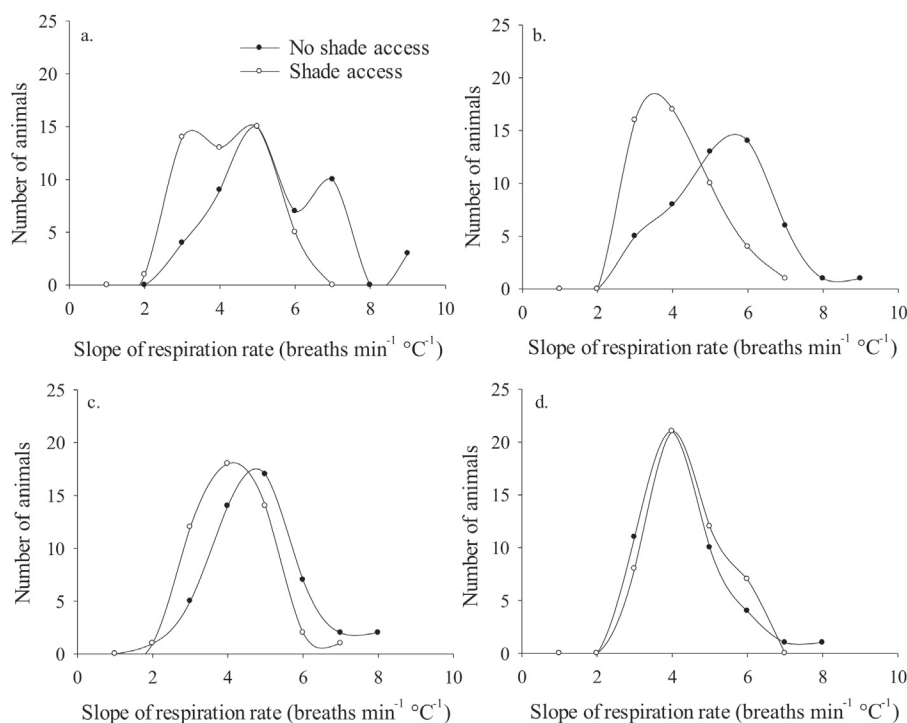 a.
No shade access
Shade access
Number of animals
25
20
15
10
5
0
0 2 4 6 8 10
Slope of respiration rate (breaths min⁻¹ °C⁻¹)
b.
Number of animals
25
20
15
10
5
0
0 2 4 6 8 10
Slope of respiration rate (breaths min⁻¹ °C⁻¹)
c.
Number of animals
25
20
15
10
5
0
0 2 4 6 8 10
Slope of respiration rate (breaths min⁻¹ °C⁻¹)
d.
Number of animals
25
20
15
10
5
0
0 2 4 6 8 10
Slope of respiration rate (breaths min⁻¹ °C⁻¹)